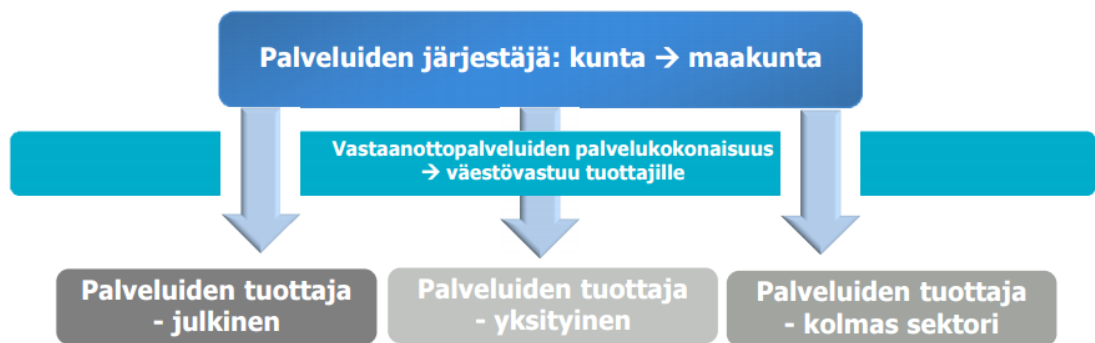 Palveluiden järjestäjä: kunta → maakunta
Vastaanottopalveluiden palvelukokonaisuus
→ väestövastuu tuottajille
Palveluiden tuottaja
- julkinen
Palveluiden tuottaja
- yksityinen
Palveluiden tuottaja
- kolmas sektori